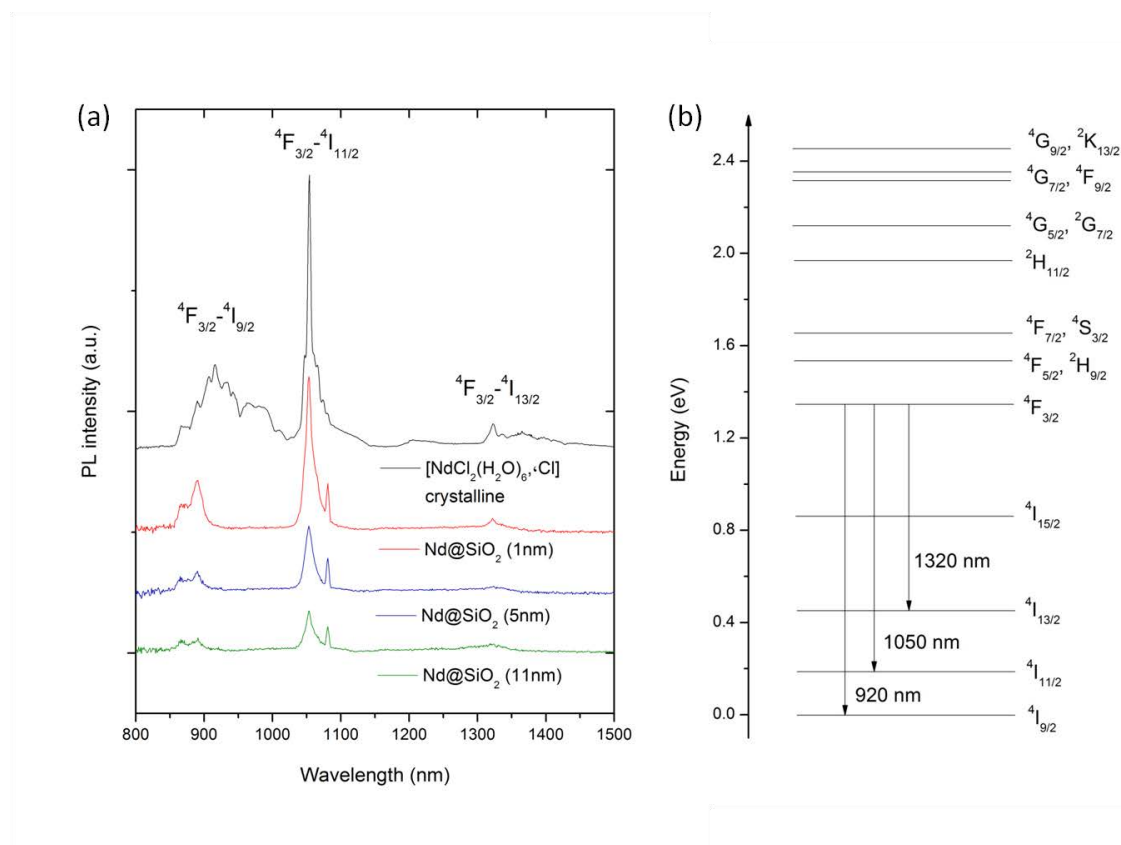 (a)
⁴F₃/₂-⁴I₁₁/₂
⁴F₃/₂-⁴I₉/₂
⁴F₃/₂-⁴I₁₃/₂
[NdCl₂(H₂O)₆,·Cl]
crystalline
Nd@SiO₂ (1nm)
Nd@SiO₂ (5nm)
Nd@SiO₂ (11nm)
PL intensity (a.u.)
800 900 1000 1100 1200 1300 1400 1500
Wavelength (nm)
(b)
⁴G₉/₂, ²K₁₃/₂
2.4
⁴G₇/₂, ⁴F₉/₂
⁴G₅/₂, ²G₇/₂
2.0
²H₁₁/₂
⁴F₇/₂, ⁴S₃/₂
1.6
⁴F₅/₂, ²H₉/₂
⁴F₃/₂
1.2
Energy (eV)
⁴I₁₅/₂
0.8
1320 nm
⁴I₁₃/₂
0.4
1050 nm
⁴I₁₁/₂
920 nm
0.0
⁴I₉/₂